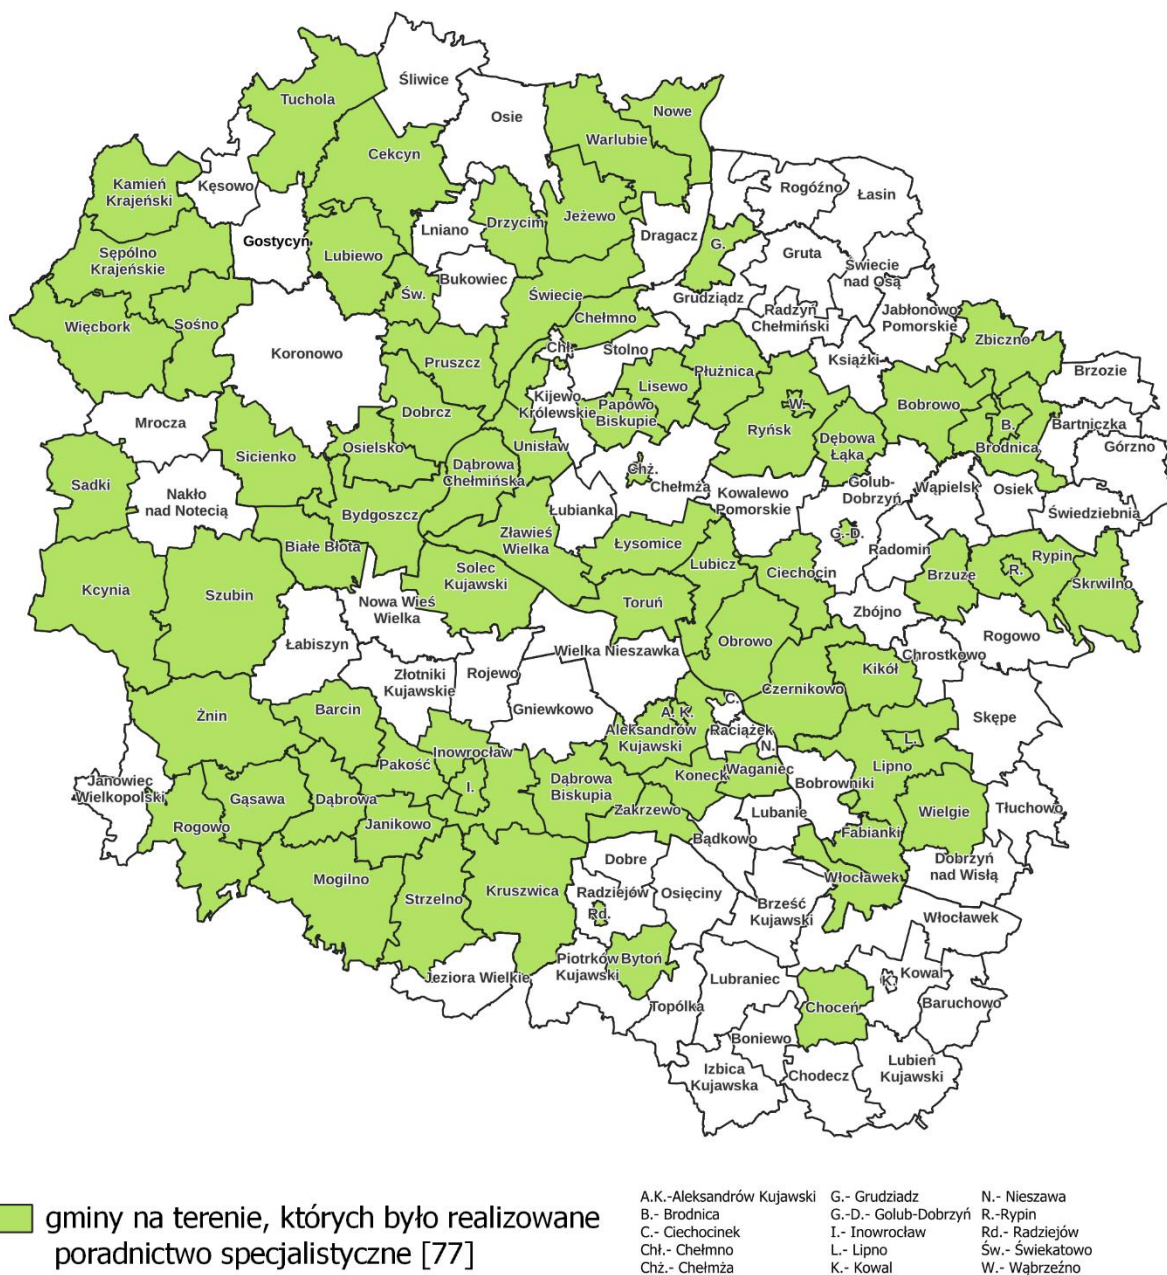 Śliwice
Tuchola
Osie
Nowe
Warlubie
Cekcyn
Kamień
Krajeński
Kęsowo
Rogóźno
Łasin
Drzycim
Jeżewo
Lniano
Dragacz
Gostycyn
G.
Sępólno
Krajeńskie
Lubiewo
Gruta
Świecie
nad Osą
Bukowiec
Św.
Świecie
Grudziądz
Chełmno
Radzyń
Chełmiński
Jabłonowo
Pomorskie
Więcbork
Sośno
Koronowo
Zbiczno
Chł.
Stolno
Książki
Pruszcz
Płużnica
Brzozie
Lisewo
Kijewo
Królewskie
Papowo
Biskupie
W.
Bobrowo
Dobrcz
Mrocza
B.
Bartniczka
Ryńsk
Dębowa
Łąka
Unisław
Osielsko
Brodnica
Górzno
Sicienko
Dąbrowa
Chełmińska
Chż.
Chełmża
Golub-
Dobrzyń
Sadki
Wąpielsk
Osiek
Nakło
nad Notecią
Kowalewo
Pomorskie
Łubianka
Bydgoszcz
Świedziebnia
Zławieś
Wielka
G.-D.
Białe Błota
Łysomice
Radomin
Rypin
Solec
Kujawski
Lubicz
Ciechocin
Brzuze
R.
Skrwilno
Kcynia
Szubin
Nowa Wieś
Wielka
Toruń
Zbójno
Łabiszyn
Obrowo
Rogowo
Wielka Nieszawka
Chrostkowo
Złotniki
Kujawskie
Rojewo
Kikół
Czernikowo
Żnin
Barcin
Gniewkowo
A. K.
C.
Skępe
Aleksandrów
Kujawski
Raciążek
N.
L.
Inowrocław
Pakość
Lipno
Janowiec
Wielkopolski
Dąbrowa
Biskupia
Koneck
Waganiec
Bobrowniki
I.
Gąsawa
Dąbrowa
Zakrzewo
Lubanie
Wielgie
Tłuchowo
Rogowo
Janikowo
Bądkowo
Fabianki
Dobre
Dobrzyń
nad Wisłą
Mogilno
Strzelno
Kruszwica
Radziejów
Osięciny
Włocławek
Rd.
Brześć
Kujawski
Włocławek
Piotrków
Kujawski
Bytoń
Jeziora Wielkie
Lubraniec
K.
Kowal
Topólka
Choceń
Baruchowo
Boniewo
Izbica
Kujawska
Chodecz
Lubień
Kujawski
gminy na terenie, których było realizowane
poradnictwo specjalistyczne [77]
A.K.-Aleksandrów Kujawski
B.- Brodnica
C.- Ciechocinek
Chł.- Chełmno
Chż.- Chełmża
G.- Grudziadz
G.-D.- Golub-Dobrzyń
I.- Inowrocław
L.- Lipno
K.- Kowal
N.- Nieszawa
R.-Rypin
Rd.- Radziejów
Św.- Świekatowo
W.- Wąbrzeźno